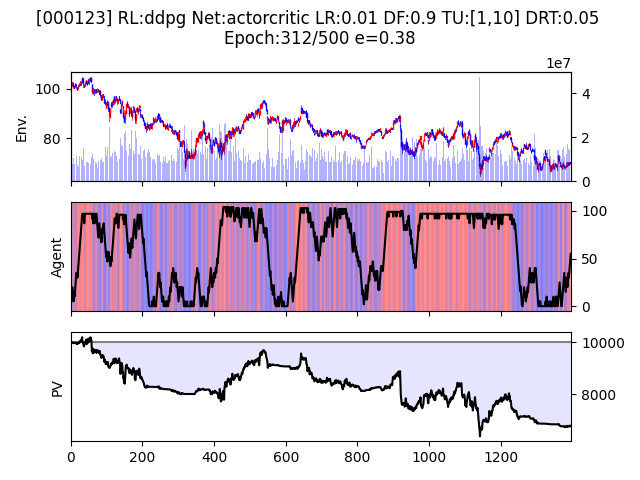 [000123] RL:ddpg Net:actorcritic LR:0.01 DF:0.9 TU:[1,10] DRT:0.05
Epoch:312/500 e=0.38
1e7
100
80
Env.
4
2
0
Agent
100
50
0
PV
10000
8000
0 200 400 600 800 1000 1200